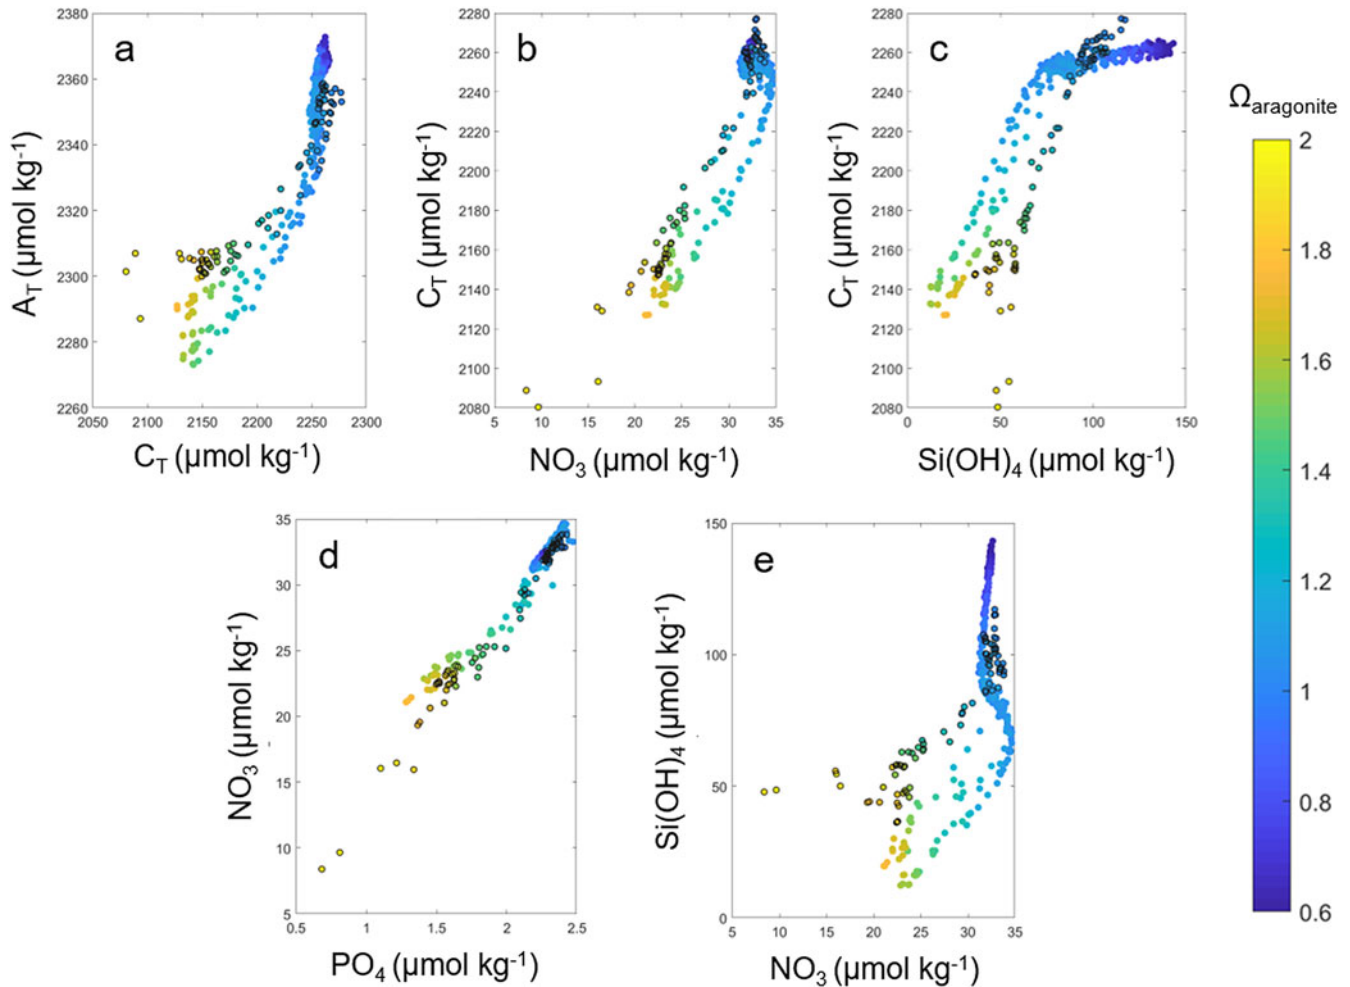 a
2380
2360
2340
2320
2300
2280
2260
2050 2100 2150 2200 2250 2300
A_T (µmol kg⁻¹)
C_T (µmol kg⁻¹)
b
2280
2260
2240
2220
2200
2180
2160
2140
2120
2100
2080
5 10 15 20 25 30 35
C_T (µmol kg⁻¹)
NO₃ (µmol kg⁻¹)
c
2280
2260
2240
2220
2200
2180
2160
2140
2120
2100
2080
0 50 100 150
C_T (µmol kg⁻¹)
Si(OH)₄ (µmol kg⁻¹)
Ω_aragonite
2
1.8
1.6
1.4
1.2
1
0.8
0.6
d
35
30
25
20
15
10
5
0.5 1 1.5 2 2.5
NO₃ (µmol kg⁻¹)
PO₄ (µmol kg⁻¹)
e
150
100
50
0
5 10 15 20 25 30 35
Si(OH)₄ (µmol kg⁻¹)
NO₃ (µmol kg⁻¹)